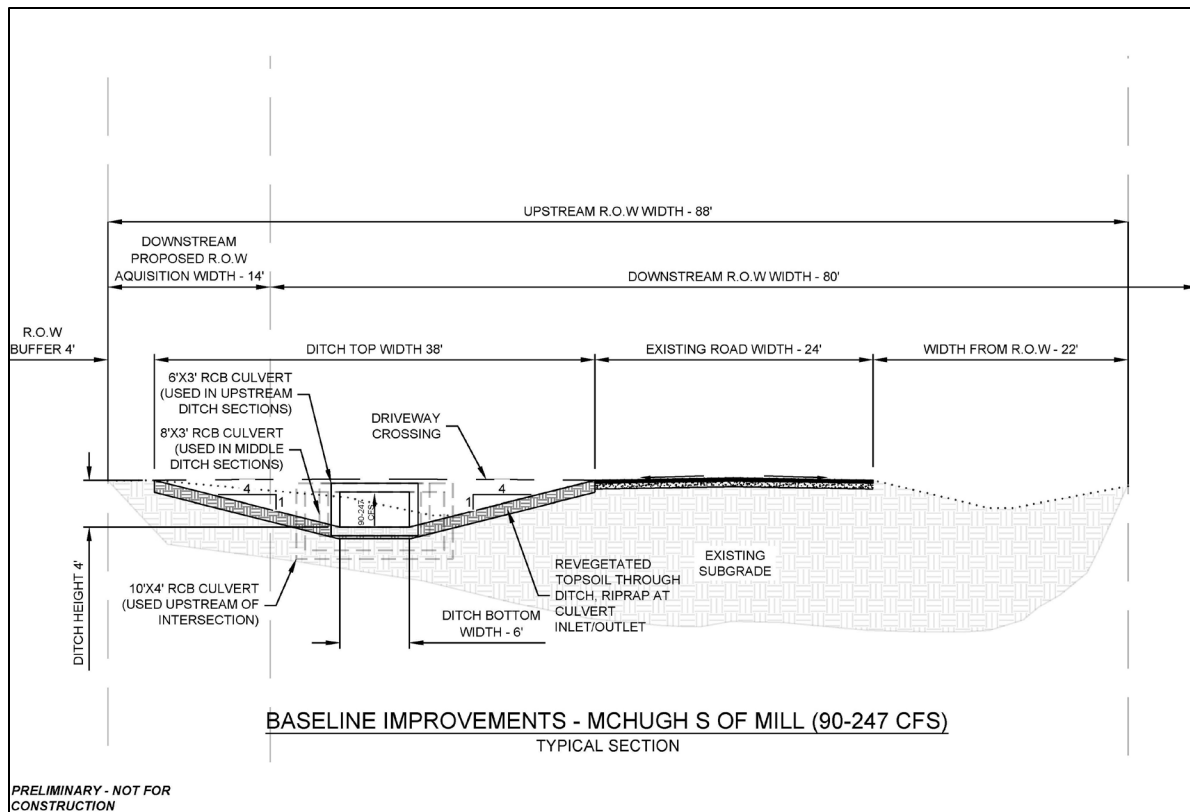 UPSTREAM R.O.W WIDTH - 88'
DOWNSTREAM
PROPOSED R.O.W
AQUISITION WIDTH - 14'
DOWNSTREAM R.O.W WIDTH - 80'
R.O.W
BUFFER 4'
DITCH TOP WIDTH 38'
EXISTING ROAD WIDTH - 24'
WIDTH FROM R.O.W - 22'
6'X3' RCB CULVERT
(USED IN UPSTREAM
DITCH SECTIONS)
8'X3' RCB CULVERT
(USED IN MIDDLE
DITCH SECTIONS)
DRIVEWAY
CROSSING
4
1
4
1
90-247
CFS*
DITCH HEIGHT 4'
10'X4' RCB CULVERT
(USED UPSTREAM OF
INTERSECTION)
DITCH BOTTOM
WIDTH - 6'
REVEGETATED
TOPSOIL THROUGH
DITCH, RIPRAP AT
CULVERT
INLET/OUTLET
EXISTING
SUBGRADE
BASELINE IMPROVEMENTS - MCHUGH S OF MILL (90-247 CFS)
TYPICAL SECTION
PRELIMINARY - NOT FOR
CONSTRUCTION